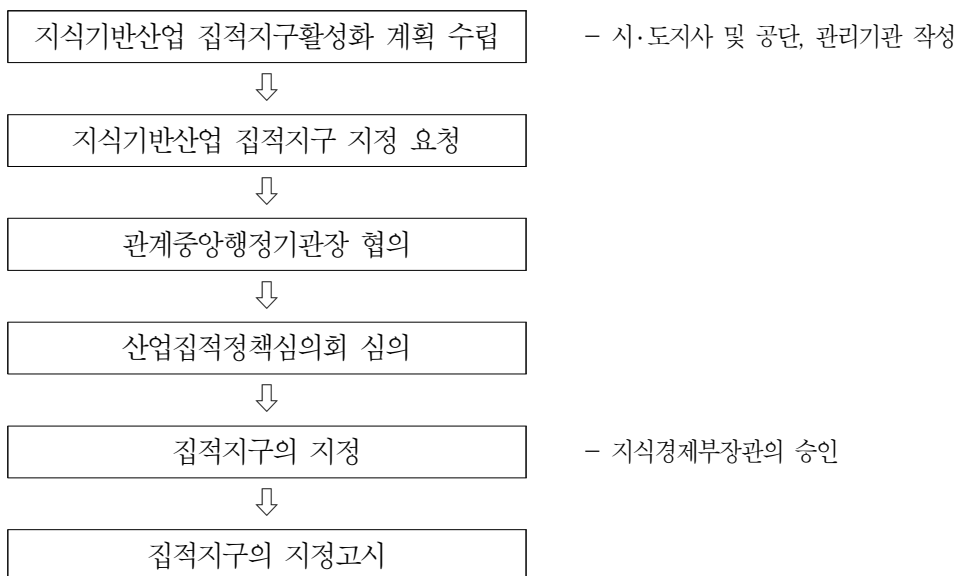 지식기반산업 집적지구활성화 계획 수립 - 시·도지사 및 공단, 관리기관 작성
⇩
지식기반산업 집적지구 지정 요청
⇩
관계중앙행정기관장 협의
⇩
산업집적정책심의회 심의
⇩
집적지구의 지정 - 지식경제부장관의 승인
⇩
집적지구의 지정고시